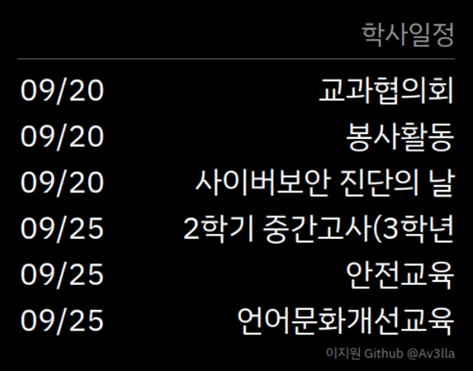 학사일정
09/20 교과협의회
09/20 봉사활동
09/20 사이버보안 진단의 날
09/25 2학기 중간고사(3학년
09/25 안전교육
09/25 언어문화개선교육
이지원 Github @Av3lla